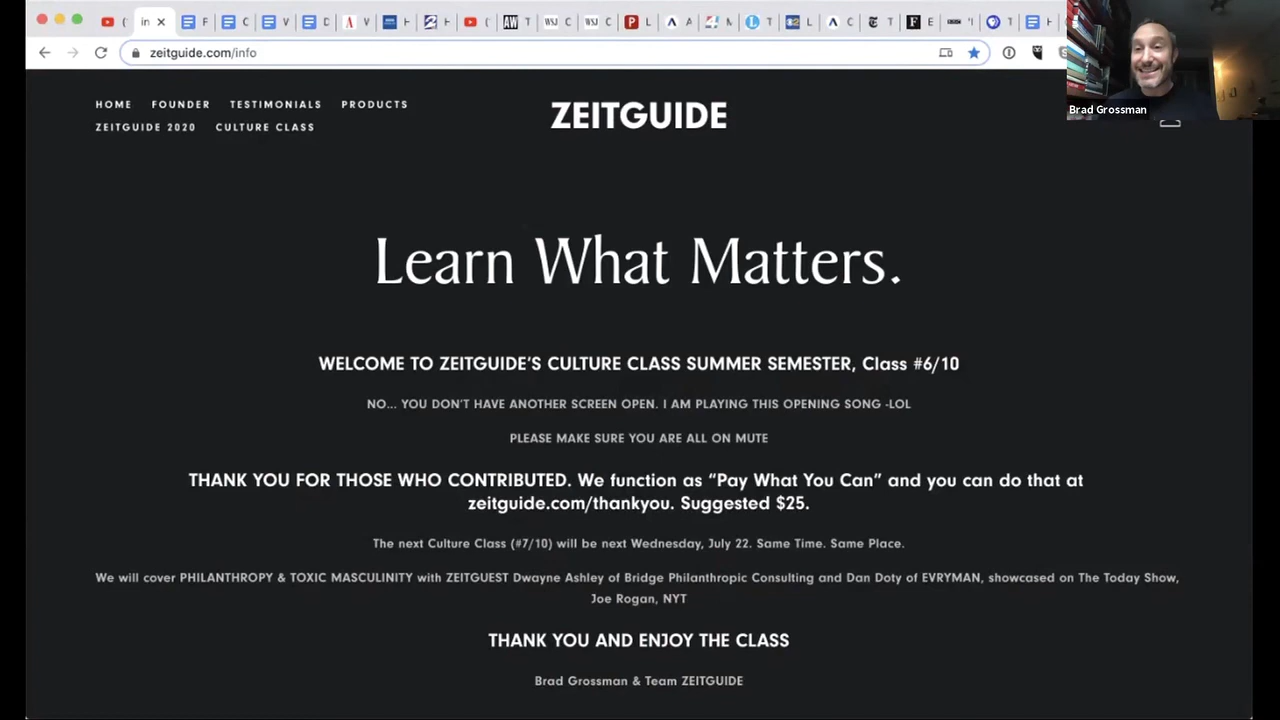 in
AW T
WSJ C
WSJ C
zeitguide.com/info
Brad Grossman
HOME FOUNDER TESTIMONIALS PRODUCTS
ZEITGUIDE 2020 CULTURE CLASS
ZEITGUIDE
Learn What Matters.
WELCOME TO ZEITGUIDE'S CULTURE CLASS SUMMER SEMESTER, Class #6/10
NO... YOU DON'T HAVE ANOTHER SCREEN OPEN. I AM PLAYING THIS OPENING SONG -LOL
PLEASE MAKE SURE YOU ARE ALL ON MUTE
THANK YOU FOR THOSE WHO CONTRIBUTED. We function as "Pay What You Can" and you can do that at
zeitguide.com/thankyou. Suggested $25.
The next Culture Class (#7/10) will be next Wednesday, July 22. Same Time. Same Place.
We will cover PHILANTHROPY & TOXIC MASCULINITY with ZEITGUEST Dwayne Ashley of Bridge Philanthropic Consulting and Dan Doty of EVRYMAN, showcased on The Today Show,
Joe Rogan, NYT
THANK YOU AND ENJOY THE CLASS
Brad Grossman & Team ZEITGUIDE